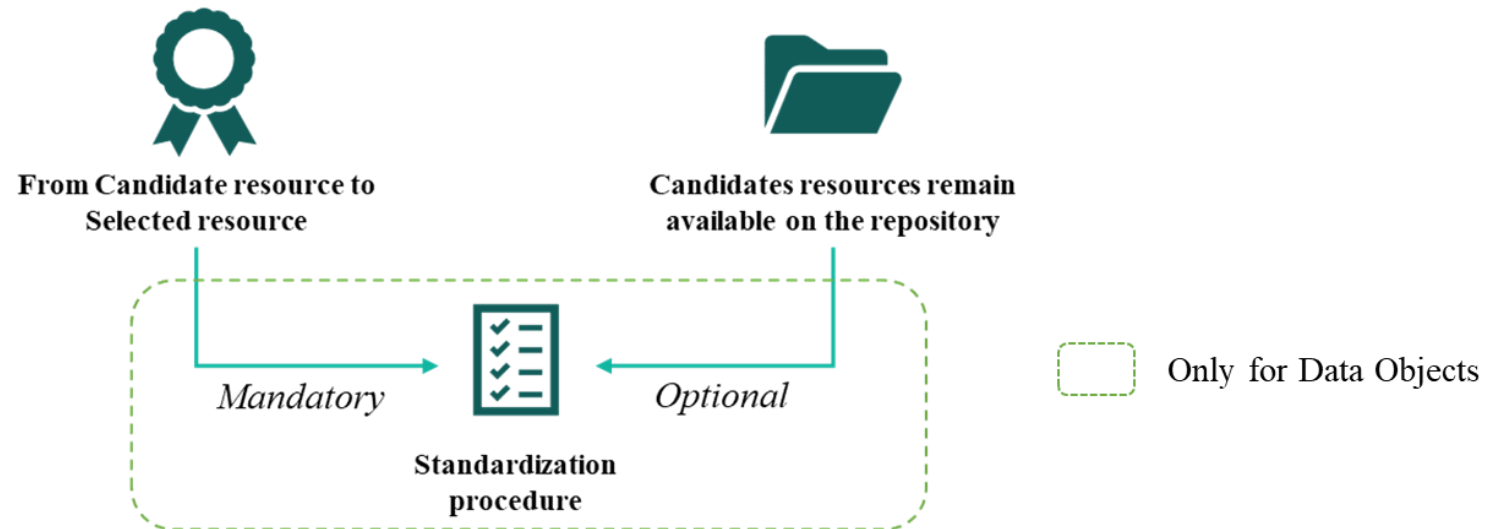 From Candidate resource to
Selected resource
Candidates resources remain
available on the repository
Mandatory
Optional
Standardization
procedure
Only for Data Objects